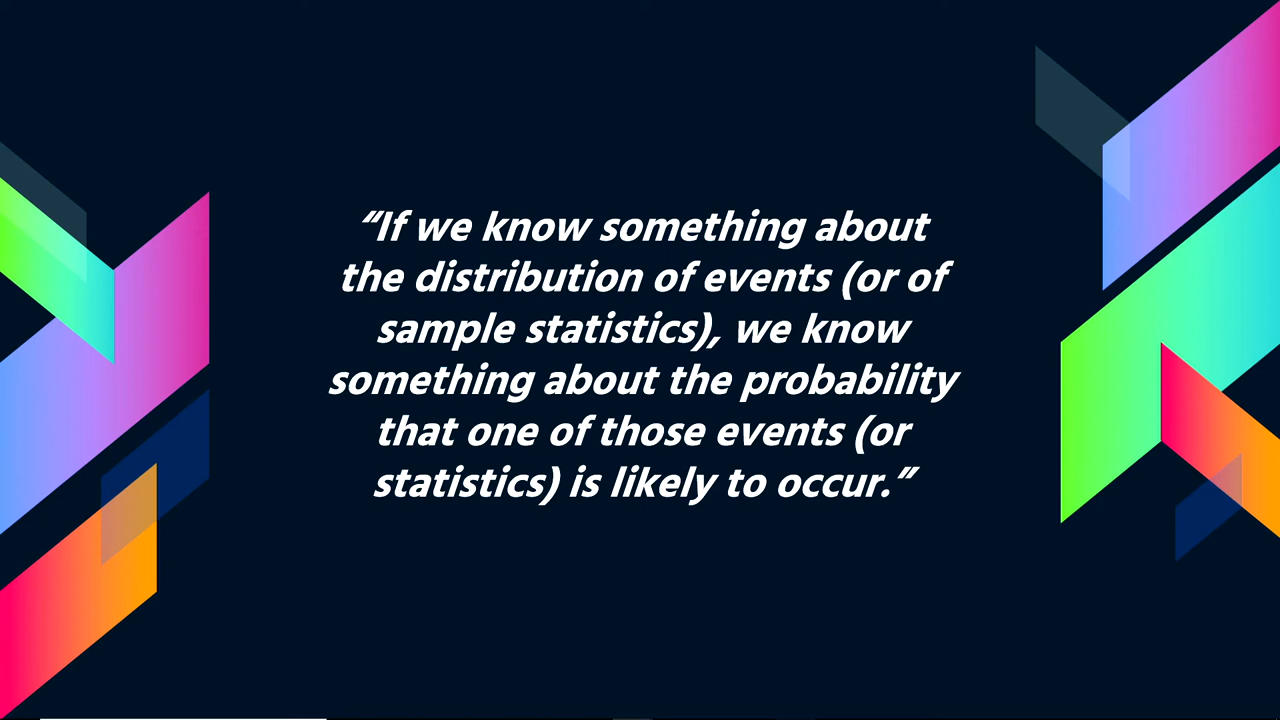 “If we know something about
the distribution of events (or of
sample statistics), we know
something about the probability
that one of those events (or
statistics) is likely to occur.”